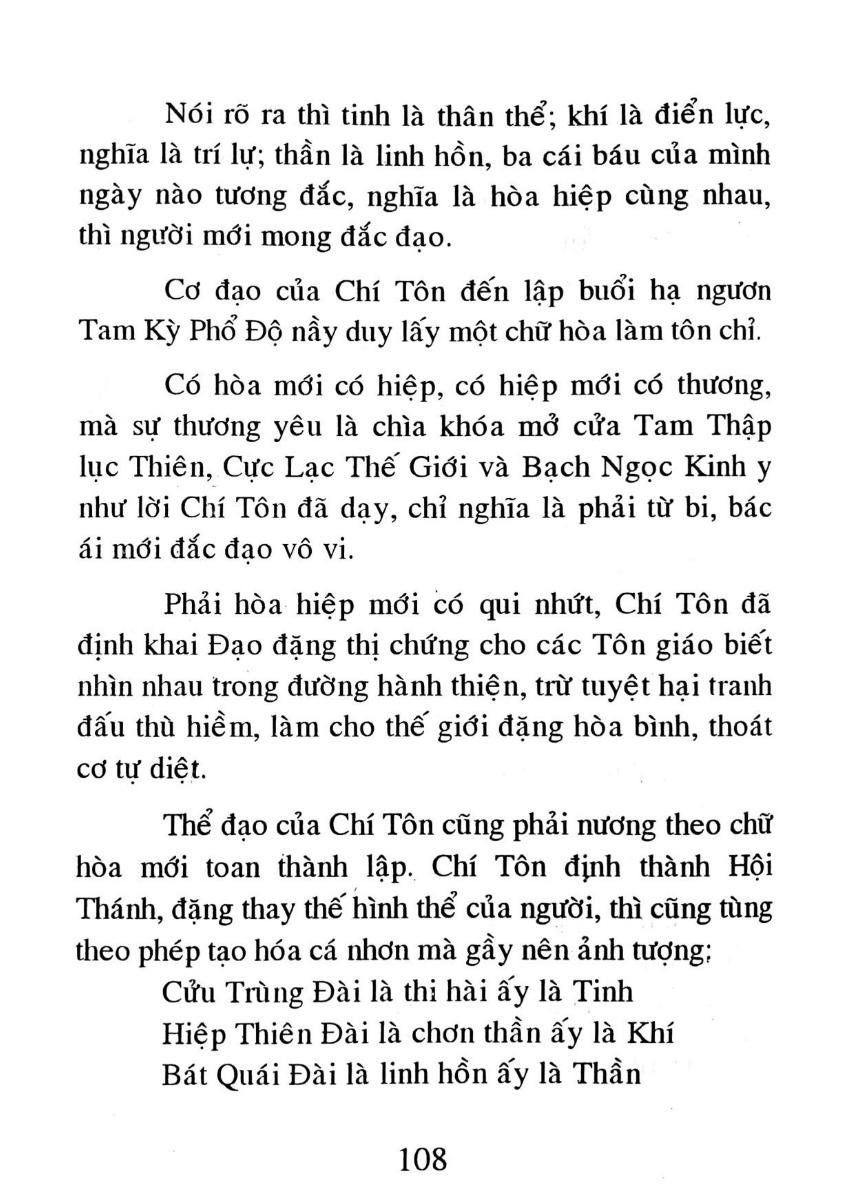 Nói rõ ra thì tinh là thân thể; khí là điển lực,
nghĩa là trí lự; thần là linh hồn, ba cái báu của mình
ngày nào tương đắc, nghĩa là hòa hiệp cùng nhau,
thì người mới mong đắc đạo.
Cơ đạo của Chí Tôn đến lập buổi hạ ngươn
Tam Kỳ Phổ Độ nầy duy lấy một chữ hòa làm tôn chỉ.
Có hòa mới có hiệp, có hiệp mới có thương,
mà sự thương yêu là chìa khóa mở cửa Tam Thập
lục Thiên, Cực Lạc Thế Giới và Bạch Ngọc Kinh y
như lời Chí Tôn đã dạy, chỉ nghĩa là phải từ bi, bác
ái mới đắc đạo vô vi.
Phải hòa hiệp mới có qui nhứt, Chí Tôn đã
định khai Đạo đặng thị chứng cho các Tôn giáo biết
nhìn nhau trong đường hành thiện, trừ tuyệt hại tranh
đấu thù hiềm, làm cho thế giới đặng hòa bình, thoát
cơ tự diệt.
Thể đạo của Chí Tôn cũng phải nương theo chữ
hòa mới toan thành lập. Chí Tôn định thành Hội
Thánh, đặng thay thế hình thể của người, thì cũng tùng
theo phép tạo hóa cá nhơn mà gầy nên ảnh tượng:
Cửu Trùng Đài là thi hài ấy là Tinh
Hiệp Thiên Đài là chơn thần ấy là Khí
Bát Quái Đài là linh hồn ấy là Thần
108